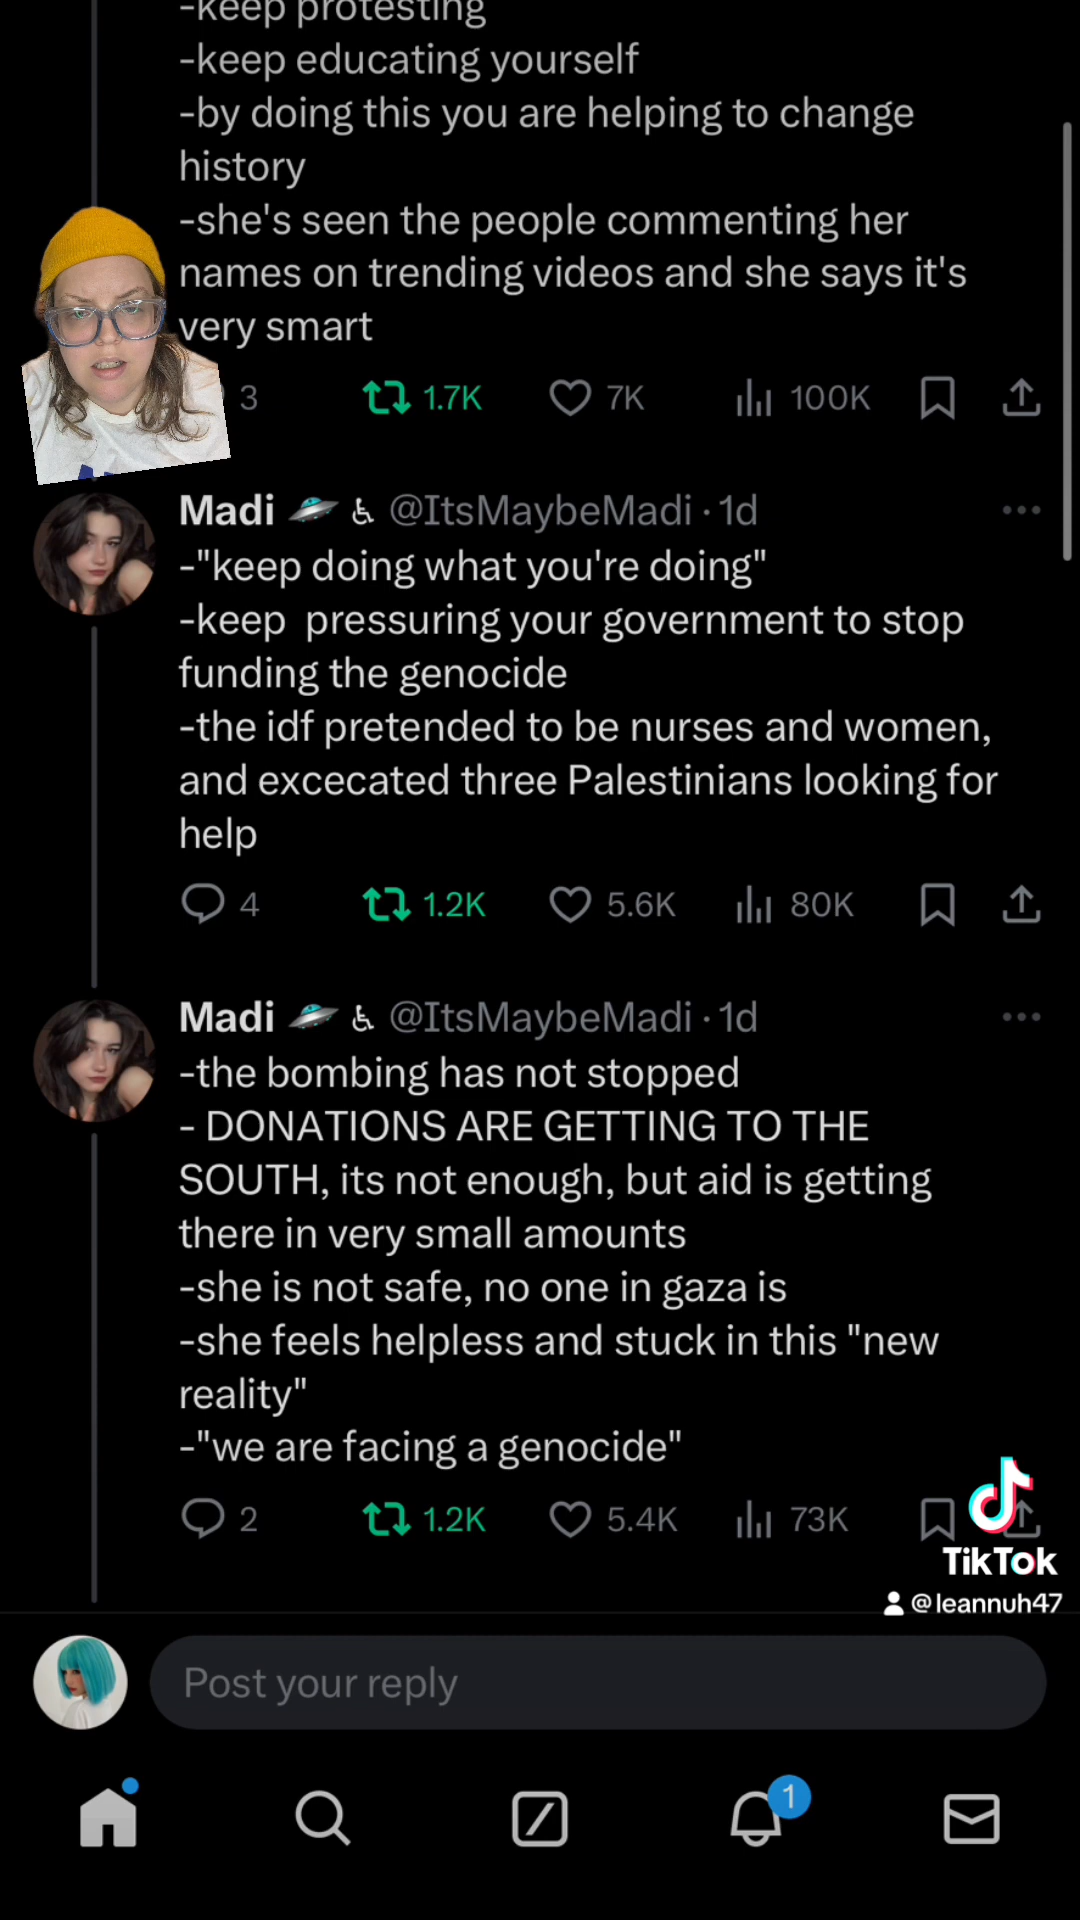 -keep protesting
-keep educating yourself
-by doing this you are helping to change
history
-she's seen the people commenting her
names on trending videos and she says it's
very smart
3 1.7K 7K 100K
Madi 🛸 ♿ @ItsMaybeMadi · 1d
-"keep doing what you're doing"
-keep  pressuring your government to stop
funding the genocide
-the idf pretended to be nurses and women,
and excecated three Palestinians looking for
help
4 1.2K 5.6K 80K
Madi 🛸 ♿ @ItsMaybeMadi · 1d
-the bombing has not stopped
- DONATIONS ARE GETTING TO THE
SOUTH, its not enough, but aid is getting
there in very small amounts
-she is not safe, no one in gaza is
-she feels helpless and stuck in this "new
reality"
-"we are facing a genocide"
2 1.2K 5.4K 73K
TikTok
@leannuh47
Post your reply
1